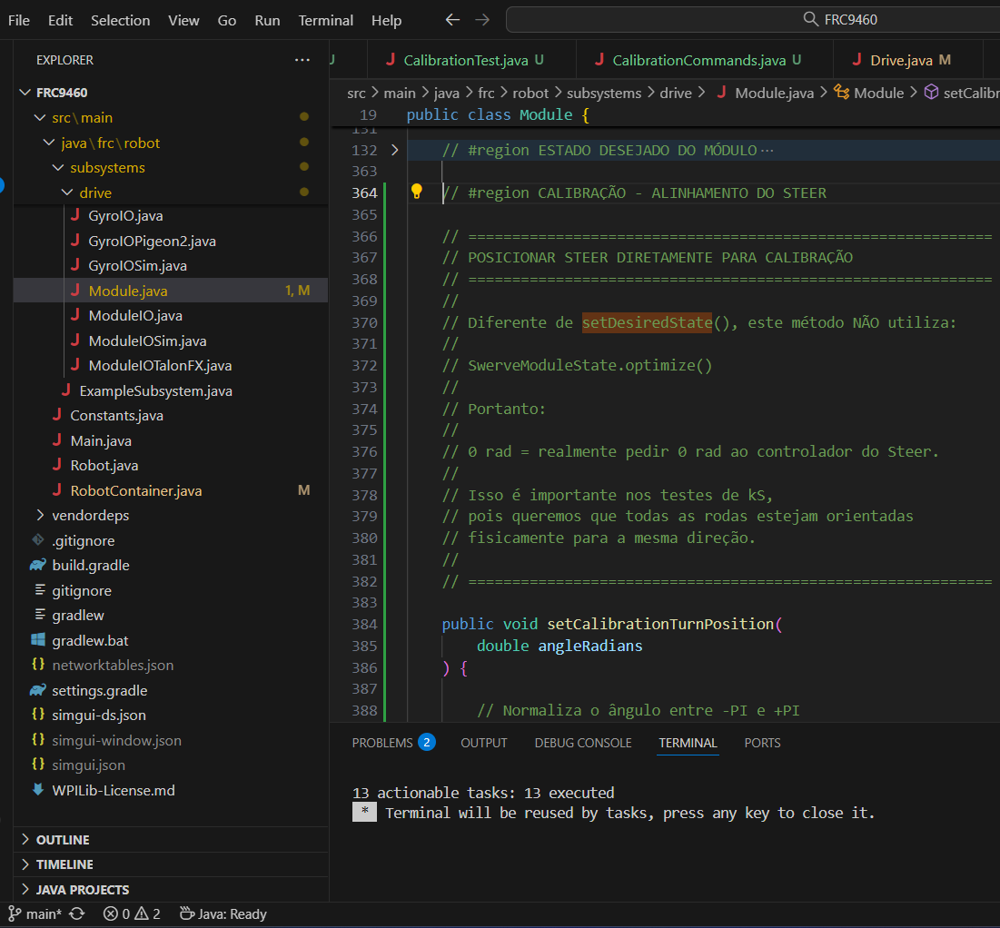 File Edit Selection View Go Run Terminal Help
FRC9460
EXPLORER
FRC9460
src\main
java\frc\robot
subsystems
drive
GyroIO.java
GyroIOPigeon2.java
GyroIOSim.java
Module.java 1, M
ModuleIO.java
ModuleIOSim.java
ModuleIOTalonFX.java
ExampleSubsystem.java
Constants.java
Main.java
Robot.java
RobotContainer.java M
vendordeps
.gitignore
build.gradle
gitignore
gradlew
gradlew.bat
networktables.json
settings.gradle
simgui-ds.json
simgui-window.json
simgui.json
WPILib-License.md
OUTLINE
TIMELINE
JAVA PROJECTS
U CalibrationTest.java U CalibrationCommands.java U Drive.java M
src > main > java > frc > robot > subsystems > drive > Module.java > Module > setCalibr
19 public class Module {
131
132 // #region ESTADO DESEJADO DO MÓDULO···
363
364 // #region CALIBRAÇÃO - ALINHAMENTO DO STEER
365
366 // ============================================================
367 // POSICIONAR STEER DIRETAMENTE PARA CALIBRAÇÃO
368 // ============================================================
369 //
370 // Diferente de setDesiredState(), este método NÃO utiliza:
371 //
372 // SwerveModuleState.optimize()
373 //
374 // Portanto:
375 //
376 // 0 rad = realmente pedir 0 rad ao controlador do Steer.
377 //
378 // Isso é importante nos testes de kS,
379 // pois queremos que todas as rodas estejam orientadas
380 // fisicamente para a mesma direção.
381 //
382 // ============================================================
383
384 public void setCalibrationTurnPosition(
385 double angleRadians
386 ) {
387
388 // Normaliza o ângulo entre -PI e +PI
PROBLEMS 2 OUTPUT DEBUG CONSOLE TERMINAL PORTS
13 actionable tasks: 13 executed
* Terminal will be reused by tasks, press any key to close it.
main* 0 2 Java: Ready